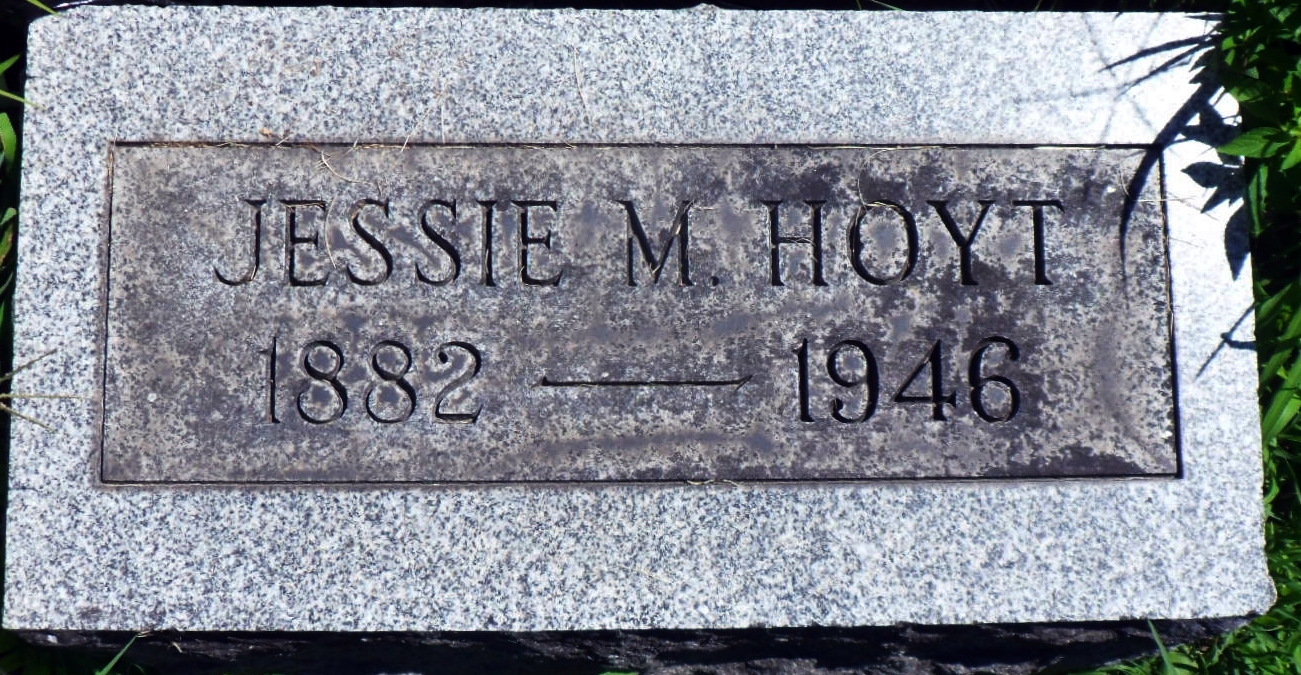 JESSIE M. HOYT
1882 — 1946